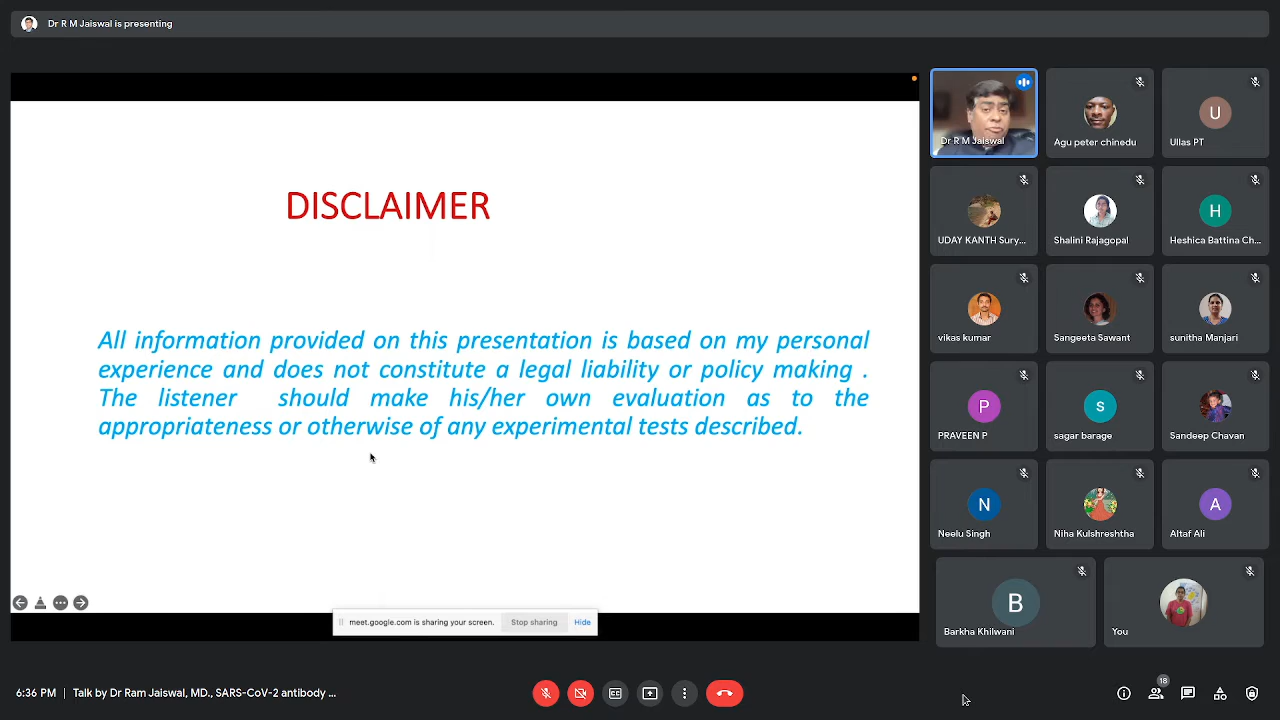 Dr R M Jaiswal is presenting
DISCLAIMER
All information provided on this presentation is based on my personal
experience and does not constitute a legal liability or policy making .
The listener should make his/her own evaluation as to the
appropriateness or otherwise of any experimental tests described.
meet.google.com is sharing your screen.
Stop sharing
Hide
Dr R M Jaiswal
Agu peter chinedu
U
Ullas PT
UDAY KANTH Sury...
Shalini Rajagopal
H
Heshica Battina Ch...
vikas kumar
Sangeeta Sawant
sunitha Manjari
P
PRAVEEN P
s
sagar barage
Sandeep Chavan
N
Neelu Singh
Niha Kulshreshtha
A
Altaf Ali
B
Barkha Khilwani
You
6:36 PM | Talk by Dr Ram Jaiswal, MD., SARS-CoV-2 antibody ...
18